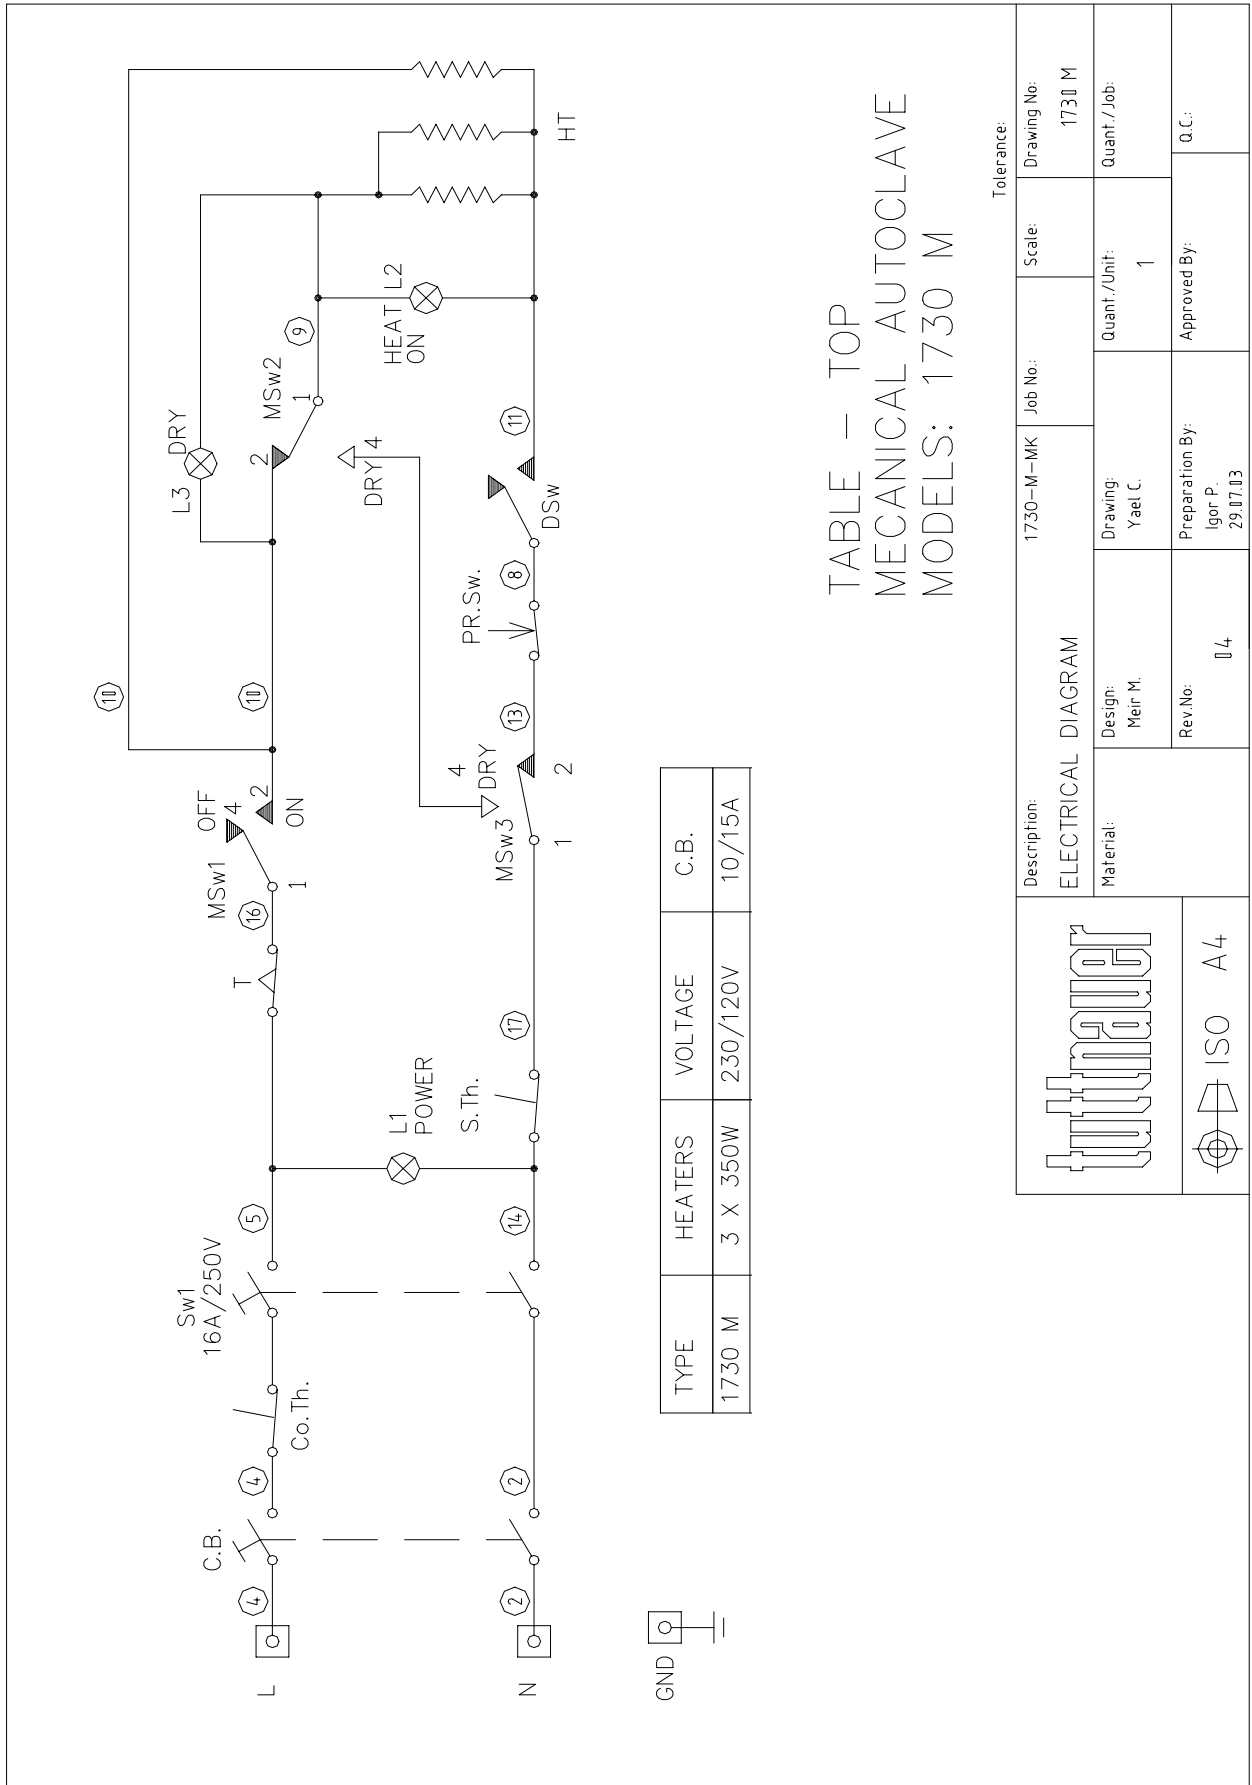 L
4
C.B.
4
Co.Th.
Sw1
16A/250V
5
T
16
MSw1
1
OFF
4
2
ON
10
10
L3
DRY
2
MSw2
1
9
DRY 4
HEAT L2
ON
HT
L1
POWER
N
2
2
14
S.Th.
17
MSw3
1
4
DRY
2
13
PR.Sw.
8
DSw
11
GND
TYPE HEATERS VOLTAGE C.B.
1730 M 3 X 350W 230/120V 10/15A
TABLE - TOP
MECANICAL AUTOCLAVE
MODELS: 1730 M
Tolerance:
tuttnauer
ISO A4
Description: 1730-M-MK
ELECTRICAL DIAGRAM
Job No.:
Scale:
Drawing No:
1730 M
Material:
Design:
Meir M.
Drawing:
Yael C.
Quant./Unit:
1
Quant./Job:
Rev.No:
04
Preparation By:
Igor P.
29.07.03
Approved By:
Q.C.: